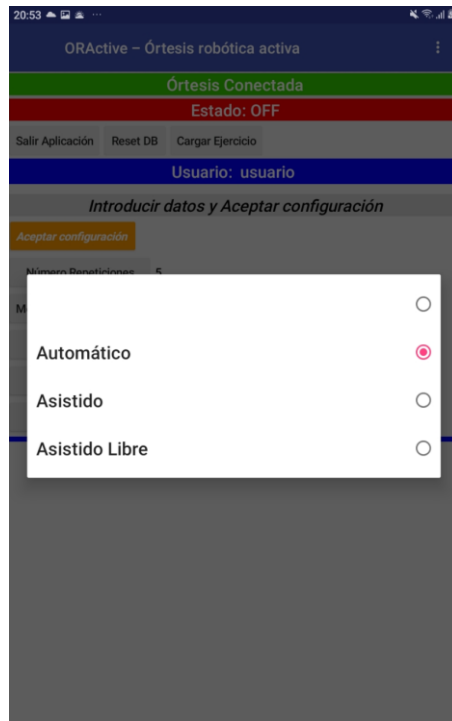 20:53
ORActive – Órtesis robótica activa
Órtesis Conectada
Estado: OFF
Salir Aplicación Reset DB Cargar Ejercicio
Usuario: usuario
Introducir datos y Aceptar configuración
Aceptar configuración
Número Repeticiones 5
M
Automático
Asistido
Asistido Libre